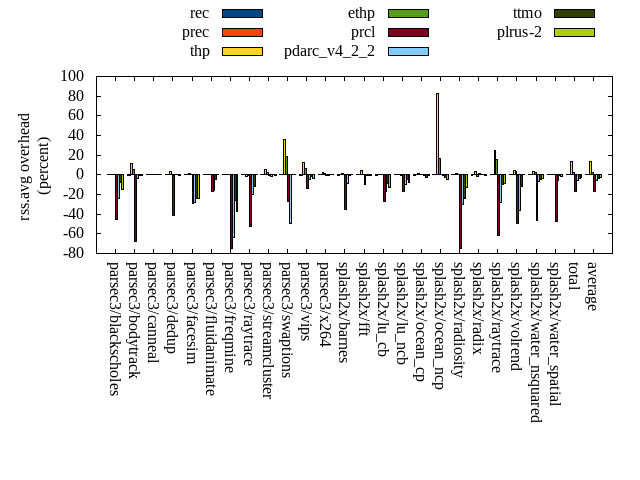 rec ethp ttmo
prec prcl plrus-2
thp pdarc_v4_2_2
rss.avg overhead
(percent)
100
80
60
40
20
0
-20
-40
-60
-80
parsec3/blackscholes
parsec3/bodytrack
parsec3/canneal
parsec3/dedup
parsec3/facesim
parsec3/fluidanimate
parsec3/freqmine
parsec3/raytrace
parsec3/streamcluster
parsec3/swaptions
parsec3/vips
parsec3/x264
splash2x/barnes
splash2x/fft
splash2x/lu_cb
splash2x/lu_ncb
splash2x/ocean_cp
splash2x/ocean_ncp
splash2x/radiosity
splash2x/radix
splash2x/raytrace
splash2x/volrend
splash2x/water_nsquared
splash2x/water_spatial
total
average